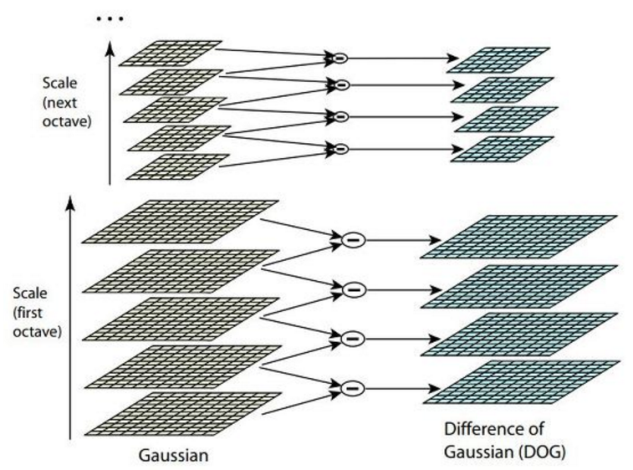 ...
Scale
(next
octave)
Scale
(first
octave)
Gaussian
Difference of
Gaussian (DOG)